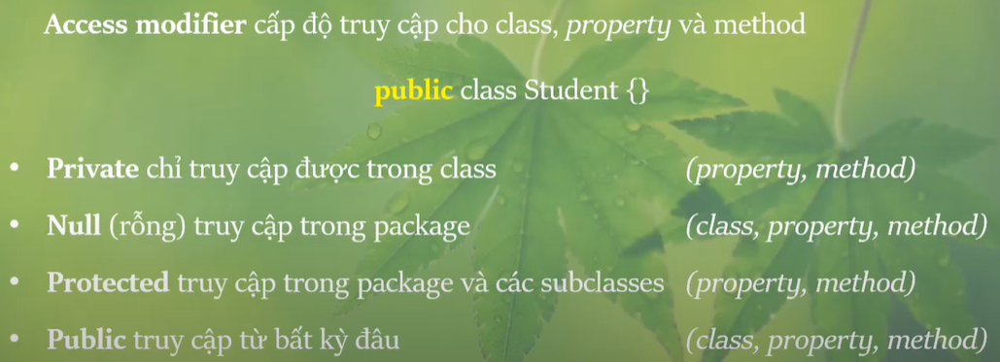 Access modifier cấp độ truy cập cho class, property và method
public class Student {}
• Private chỉ truy cập được trong class (property, method)
• Null (rỗng) truy cập trong package (class, property, method)
• Protected truy cập trong package và các subclasses (property, method)
• Public truy cập từ bất kỳ đâu (class, property, method)